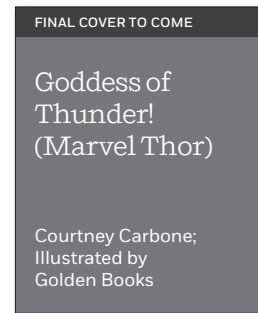 FINAL COVER TO COME
Goddess of
Thunder!
(Marvel Thor)
Courtney Carbone;
Illustrated by
Golden Books